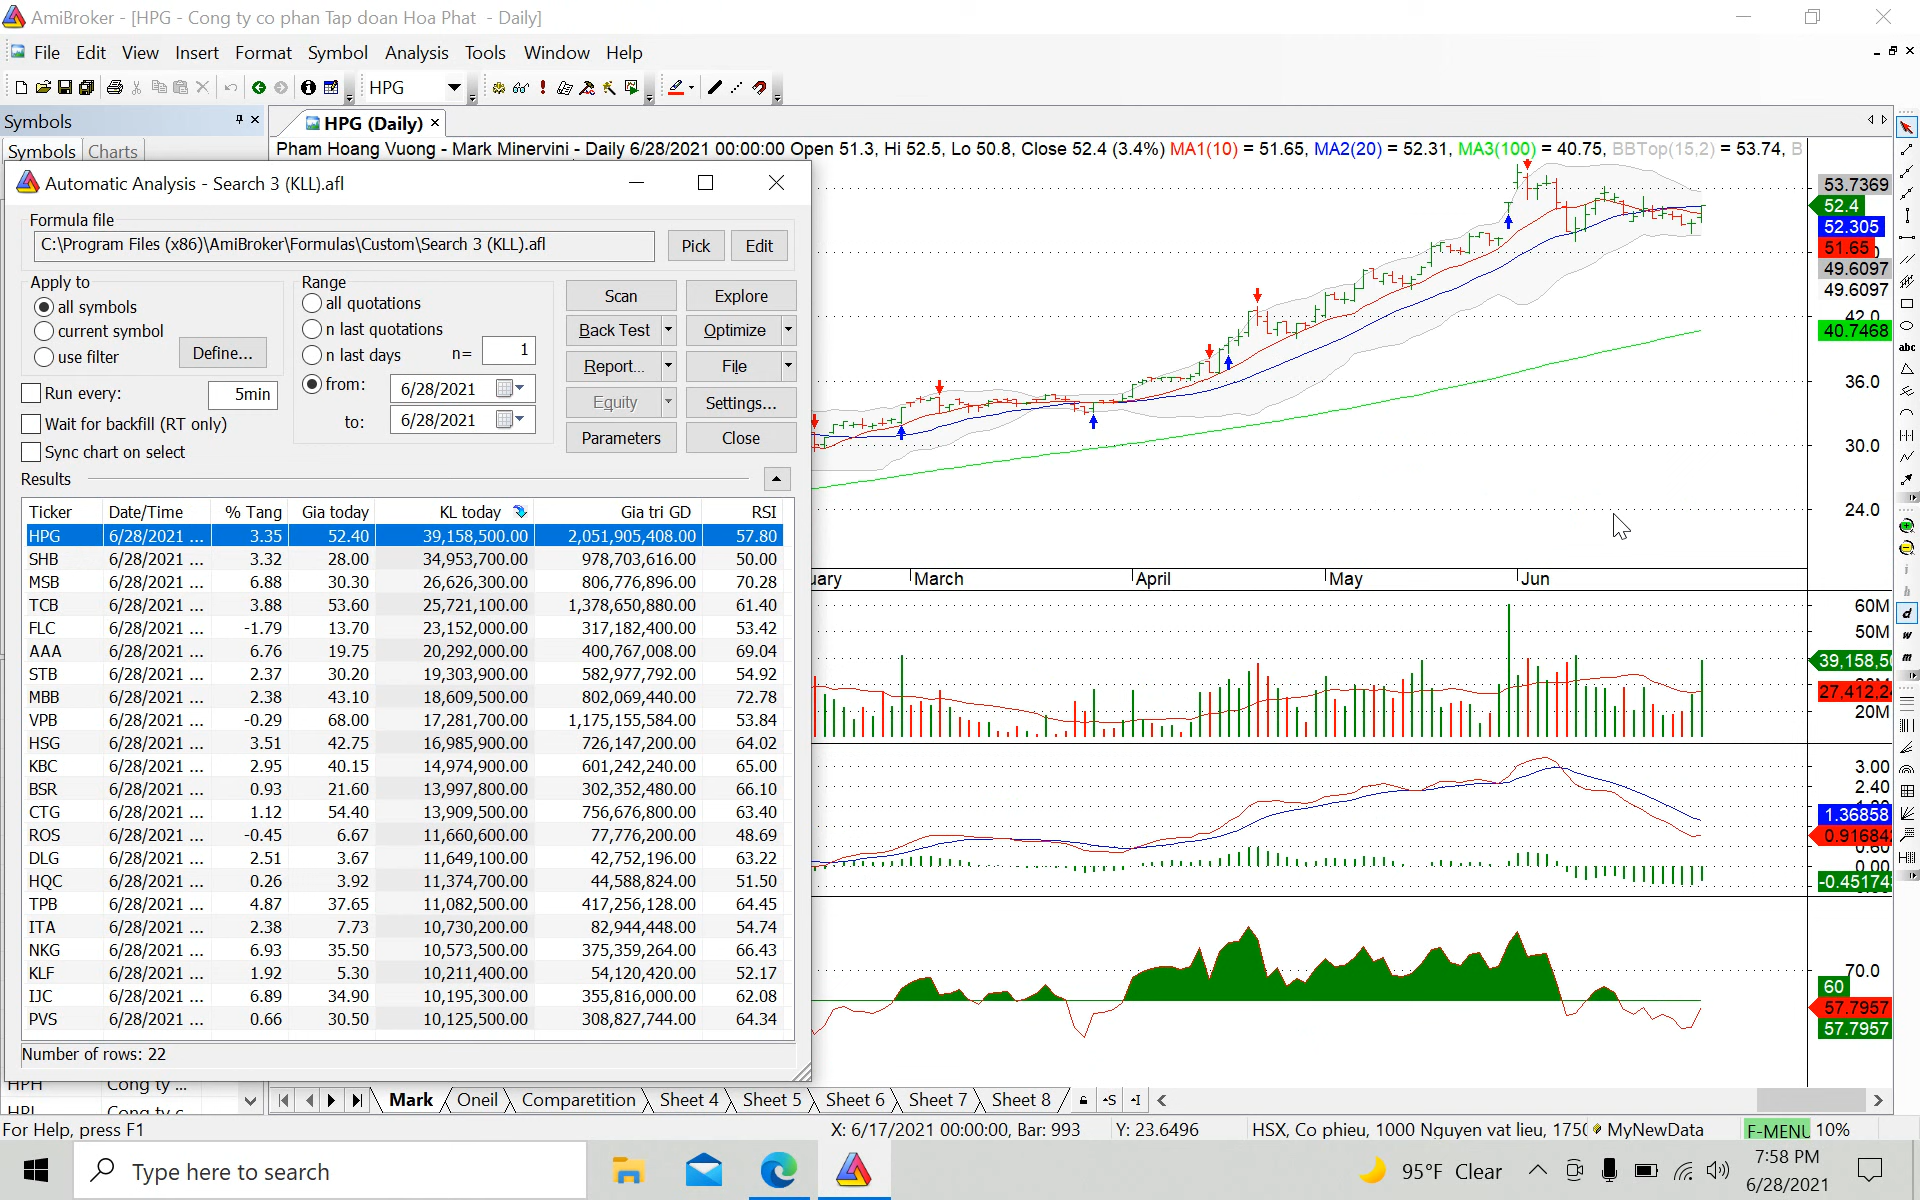 AmiBroker - [HPG - Cong ty co phan Tap doan Hoa Phat - Daily]
File Edit View Insert Format Symbol Analysis Tools Window Help
HPG
Symbols
HPG (Daily)
Symbols Charts
Pham Hoang Vuong - Mark Minervini - Daily 6/28/2021 00:00:00 Open 51.3, Hi 52.5, Lo 50.8, Close 52.4 (3.4%) MA1(10) = 51.65, MA2(20) = 52.31, MA3(100) = 40.75, BBTop(15,2) = 53.74, B
Automatic Analysis - Search 3 (KLL).afl
Formula file
C:\Program Files (x86)\AmiBroker\Formulas\Custom\Search 3 (KLL).afl
Pick Edit
Apply to
all symbols
current symbol
use filter
Define...
Run every: 5min
Wait for backfill (RT only)
Sync chart on select
Range
all quotations
n last quotations
n last days n= 1
from: 6/28/2021
to: 6/28/2021
Scan Explore
Back Test Optimize
Report... File
Equity Settings...
Parameters Close
Results
Ticker Date/Time % Tang Gia today KL today Gia tri GD RSI
HPG 6/28/2021 ... 3.35 52.40 39,158,500.00 2,051,905,408.00 57.80
SHB 6/28/2021 ... 3.32 28.00 34,953,700.00 978,703,616.00 50.00
MSB 6/28/2021 ... 6.88 30.30 26,626,300.00 806,776,896.00 70.28
TCB 6/28/2021 ... 3.88 53.60 25,721,100.00 1,378,650,880.00 61.40
FLC 6/28/2021 ... -1.79 13.70 23,152,000.00 317,182,400.00 53.42
AAA 6/28/2021 ... 6.76 19.75 20,292,000.00 400,767,008.00 69.04
STB 6/28/2021 ... 2.37 30.20 19,303,900.00 582,977,792.00 54.92
MBB 6/28/2021 ... 2.38 43.10 18,609,500.00 802,069,440.00 72.78
VPB 6/28/2021 ... -0.29 68.00 17,281,700.00 1,175,155,584.00 53.84
HSG 6/28/2021 ... 3.51 42.75 16,985,900.00 726,147,200.00 64.02
KBC 6/28/2021 ... 2.95 40.15 14,974,900.00 601,242,240.00 65.00
BSR 6/28/2021 ... 0.93 21.60 13,997,800.00 302,352,480.00 66.10
CTG 6/28/2021 ... 1.12 54.40 13,909,500.00 756,676,800.00 63.40
ROS 6/28/2021 ... -0.45 6.67 11,660,600.00 77,776,200.00 48.69
DLG 6/28/2021 ... 2.51 3.67 11,649,100.00 42,752,196.00 63.22
HQC 6/28/2021 ... 0.26 3.92 11,374,700.00 44,588,824.00 51.50
TPB 6/28/2021 ... 4.87 37.65 11,082,500.00 417,256,128.00 64.45
ITA 6/28/2021 ... 2.38 7.73 10,730,200.00 82,944,448.00 54.74
NKG 6/28/2021 ... 6.93 35.50 10,573,500.00 375,359,264.00 66.43
KLF 6/28/2021 ... 1.92 5.30 10,211,400.00 54,120,420.00 52.17
IJC 6/28/2021 ... 6.89 34.90 10,195,300.00 355,816,000.00 62.08
PVS 6/28/2021 ... 0.66 30.50 10,125,500.00 308,827,744.00 64.34
Number of rows: 22
HPH Cong ty ...
53.7369
52.4
52.305
51.65
49.6097
49.6097
42.0
40.7468
36.0
30.0
24.0
uary March April May Jun
60M
50M
39,158,5
27,412,2
20M
3.00
2.40
1.36858
0.91684
0.60
0.00
-0.45174
70.0
60
57.7957
57.7957
abc
d
w
m
Mark Oneil Comparetition Sheet 4 Sheet 5 Sheet 6 Sheet 7 Sheet 8
For Help, press F1
X: 6/17/2021 00:00:00, Bar: 993 Y: 23.6496 HSX, Co phieu, 1000 Nguyen vat lieu, 175 MyNewData F-MENU 10%
Type here to search
95°F Clear
7:58 PM
6/28/2021